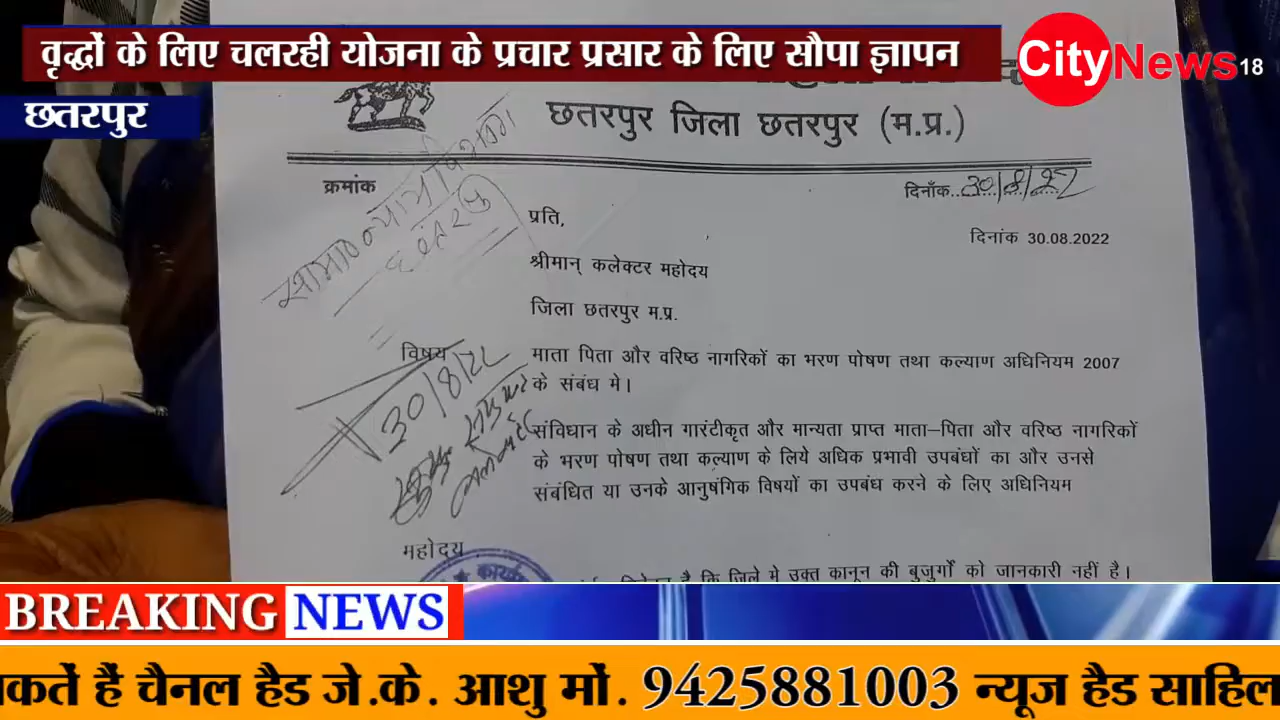 वृद्धों के लिए चलरही योजना के प्रचार प्रसार के लिए सौपा ज्ञापन
CityNews18
छतरपुर
छतरपुर जिला छतरपुर (म.प्र.)
सामाजिक न्याय विभाग
छतरपुर
क्रमांक
दिनाँक..30/8/22
प्रति,
दिनांक 30.08.2022
श्रीमान् कलेक्टर महोदय
जिला छतरपुर म.प्र.
विषय
माता पिता और वरिष्ठ नागरिकों का भरण पोषण तथा कल्याण अधिनियम 2007
के संबंध मे।
30/8/22
संविधान के अधीन गारंटीकृत और मान्यता प्राप्त माता–पिता और वरिष्ठ नागरिकों
के भरण पोषण तथा कल्याण के लिये अधिक प्रभावी उपबंधों का और उनसे
संबंधित या उनके आनुषंगिक विषयों का उपबंध करने के लिए अधिनियम
महोदय
है कि जिले मे उक्त कानून की बुजुर्गो को जानकारी नहीं है।
BREAKING NEWS
कतें हैं चैनल हैड जे.के. आशु मों. 9425881003 न्यूज हैड साहिल